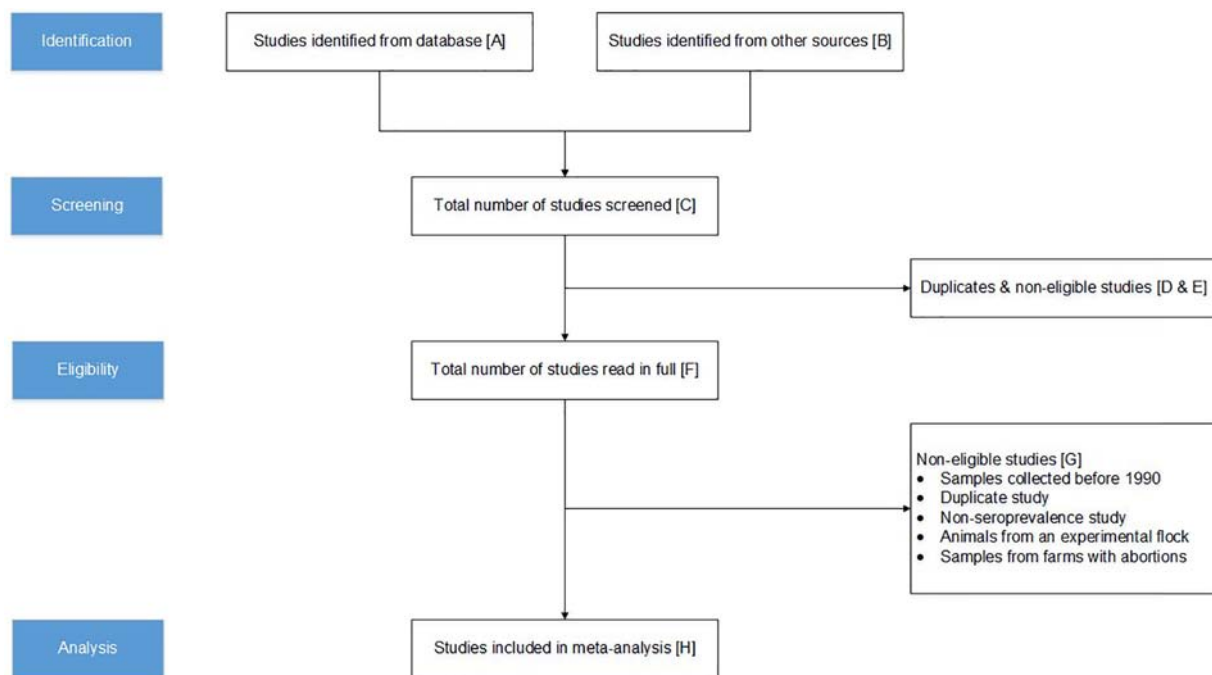 Identification
Studies identified from database [A]
Studies identified from other sources [B]
Screening
Total number of studies screened [C]
Duplicates & non-eligible studies [D & E]
Eligibility
Total number of studies read in full [F]
Non-eligible studies [G]
• Samples collected before 1990
• Duplicate study
• Non-seroprevalence study
• Animals from an experimental flock
• Samples from farms with abortions
Analysis
Studies included in meta-analysis [H]